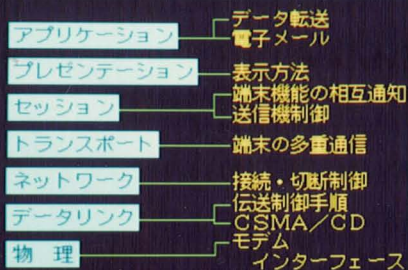 アプリケーション
データ転送
電子メール
プレゼンテーション
表示方法
セッション
端末機能の相互通知
送信機制御
トランスポート
端末の多重通信
ネットワーク
接続・切断制御
データリンク
伝送制御手順
CSMA/CD
物理
モデム
インターフェース